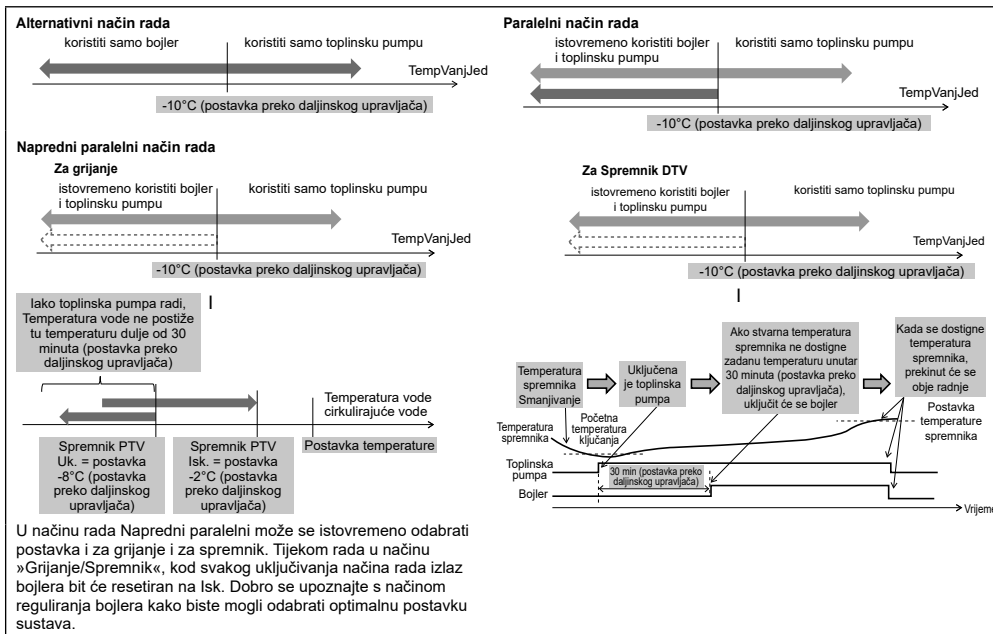 Alternativni način rada
koristiti samo bojler
koristiti samo toplinsku pumpu
TempVanjJed
-10°C (postavka preko daljinskog upravljača)
Paralelni način rada
istovremeno koristiti bojler
i toplinsku pumpu
koristiti samo toplinsku pumpu
TempVanjJed
-10°C (postavka preko daljinskog upravljača)
Napredni paralelni način rada
Za grijanje
istovremeno koristiti bojler
i toplinsku pumpu
koristiti samo toplinsku pumpu
TempVanjJed
-10°C (postavka preko daljinskog upravljača)
Iako toplinska pumpa radi,
Temperatura vode ne postiže
tu temperaturu dulje od 30
minuta (postavka preko
daljinskog upravljača)
Temperatura vode
cirkulirajuće vode
Spremnik PTV
Uk. = postavka
-8°C (postavka
preko daljinskog
upravljača)
Spremnik PTV
Isk. = postavka
-2°C (postavka
preko daljinskog
upravljača)
Postavka temperature
Za Spremnik DTV
istovremeno koristiti bojler
i toplinsku pumpu
koristiti samo toplinsku pumpu
TempVanjJed
-10°C (postavka preko daljinskog upravljača)
Temperatura
spremnika
Smanjivanje
Uključena
je toplinska
pumpa
Ako stvarna temperatura
spremnika ne dostigne
zadanu temperaturu unutar
30 minuta (postavka preko
daljinskog upravljača),
uključit će se bojler
Kada se dostigne
temperatura
spremnika,
prekinut će se
obje radnje
Temperatura
spremnika
Početna
temperatura
ključanja
Postavka
temperature
spremnika
Toplinska
pumpa
30 min (postavka preko
daljinskog upravljača)
Bojler
Vrijeme
U načinu rada Napredni paralelni može se istovremeno odabrati
postavka i za grijanje i za spremnik. Tijekom rada u načinu
»Grijanje/Spremnik«, kod svakog uključivanja načina rada izlaz
bojlera bit će resetiran na Isk. Dobro se upoznajte s načinom
reguliranja bojlera kako biste mogli odabrati optimalnu postavku
sustava.